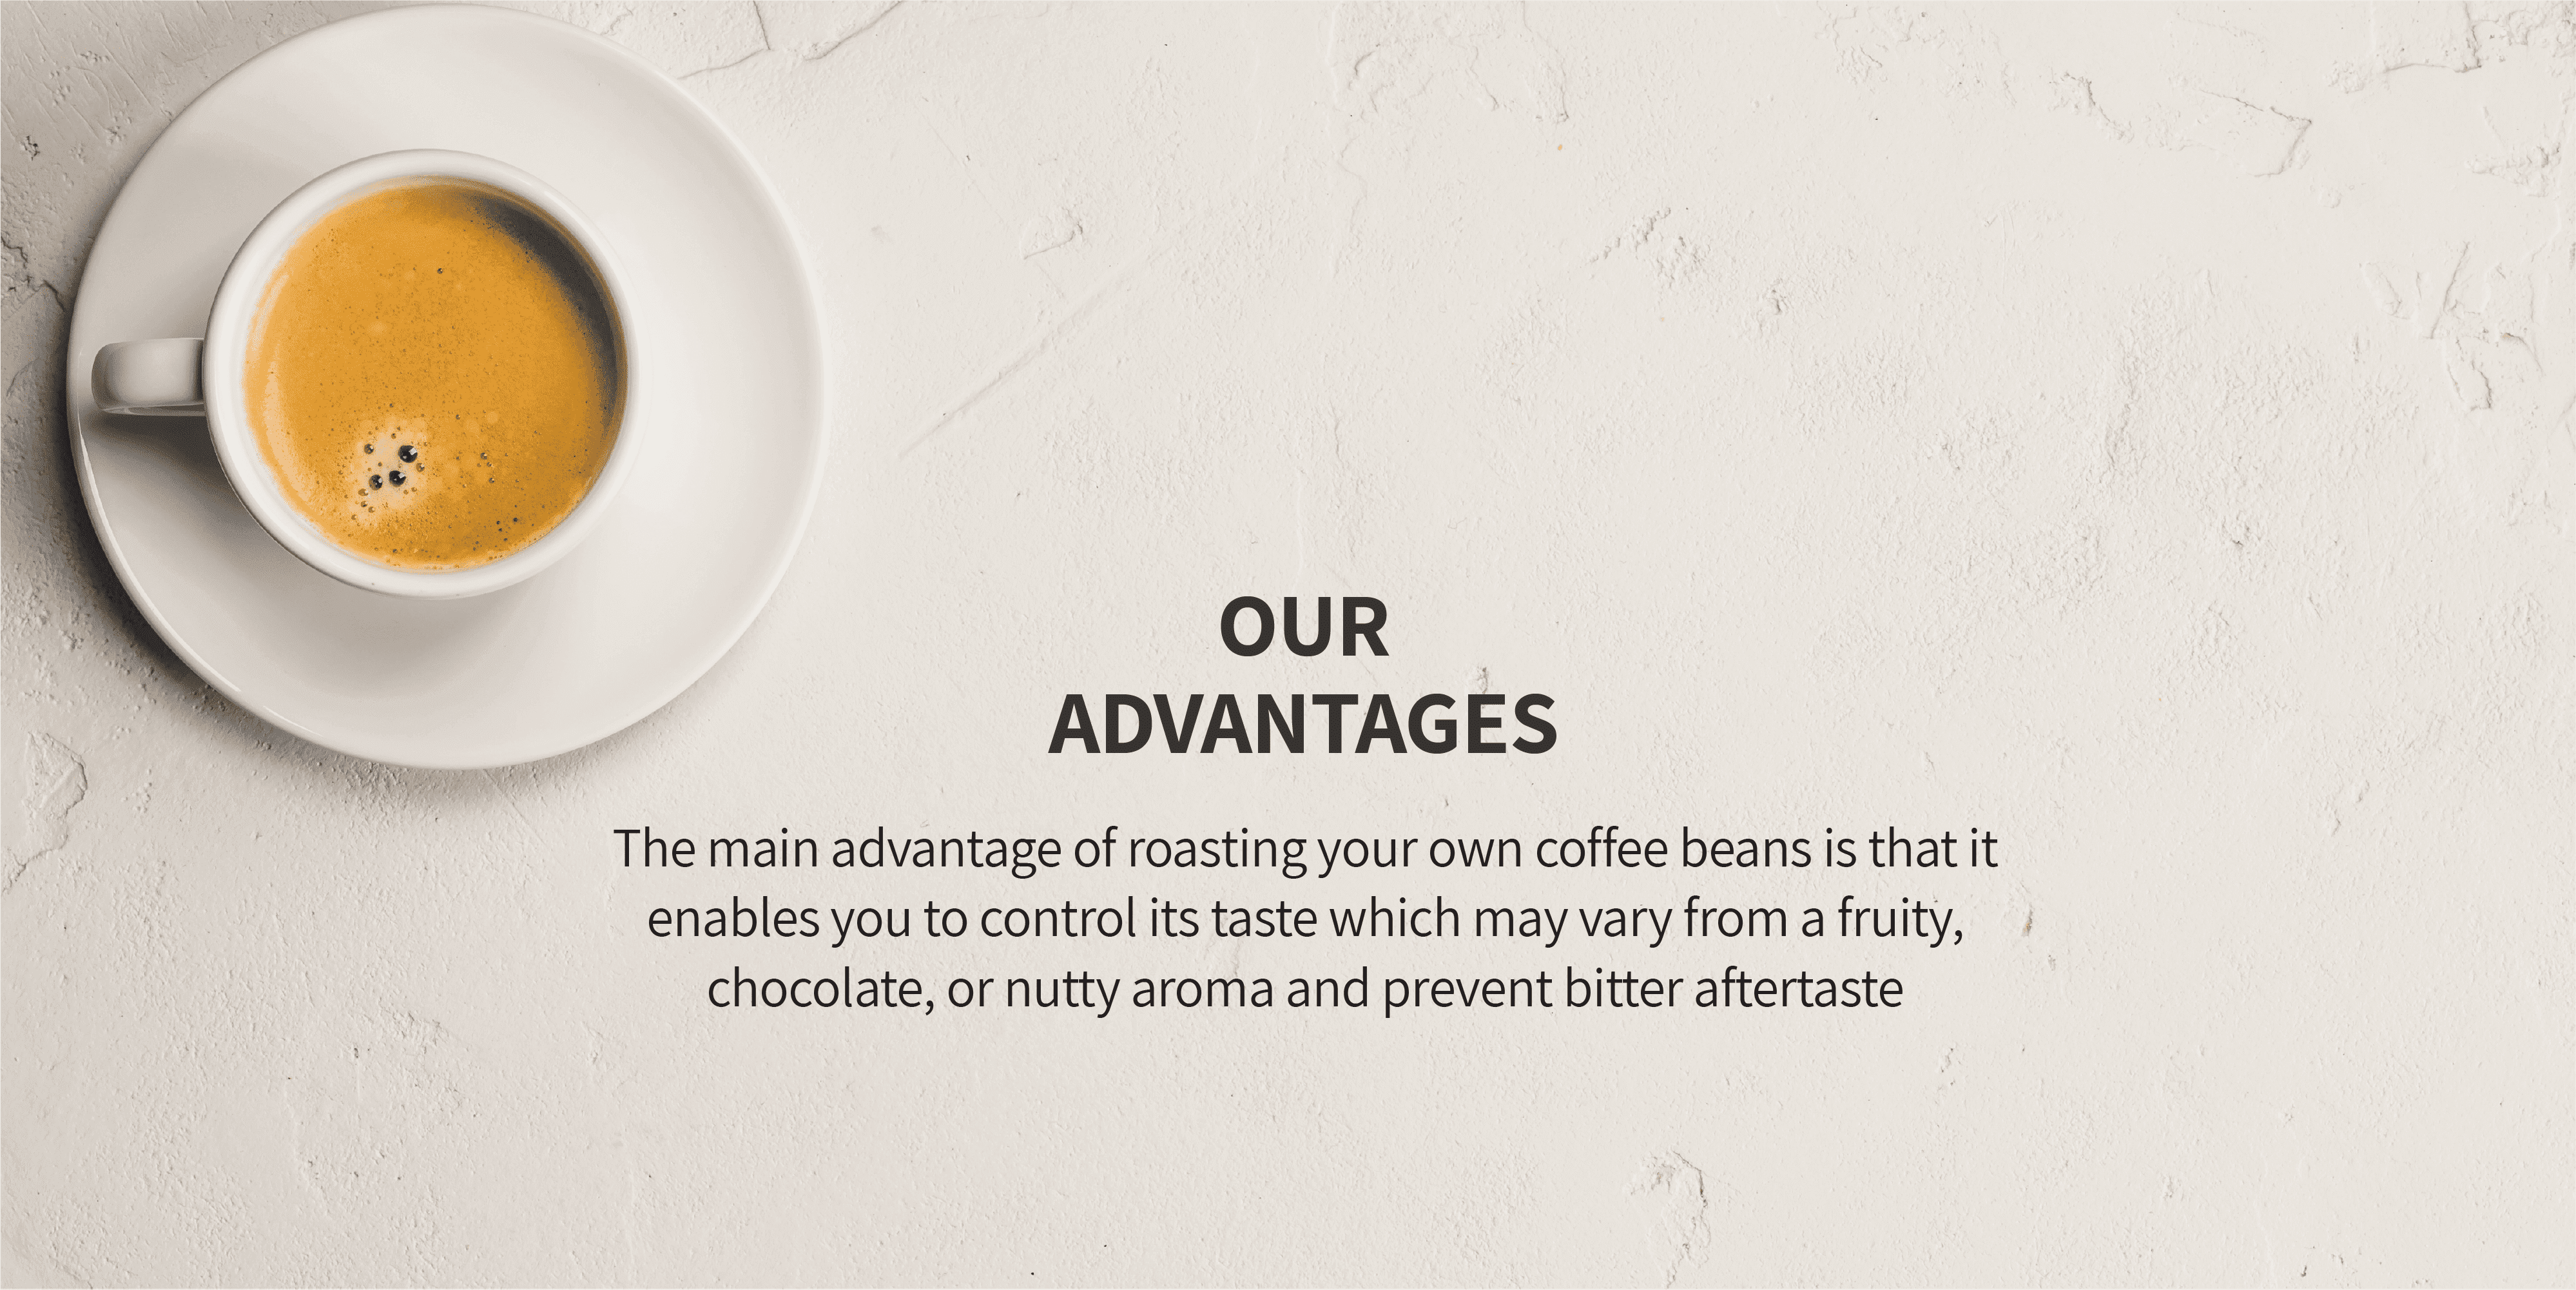 OUR
ADVANTAGES
The main advantage of roasting your own coffee beans is that it
enables you to control its taste which may vary from a fruity,
chocolate, or nutty aroma and prevent bitter aftertaste